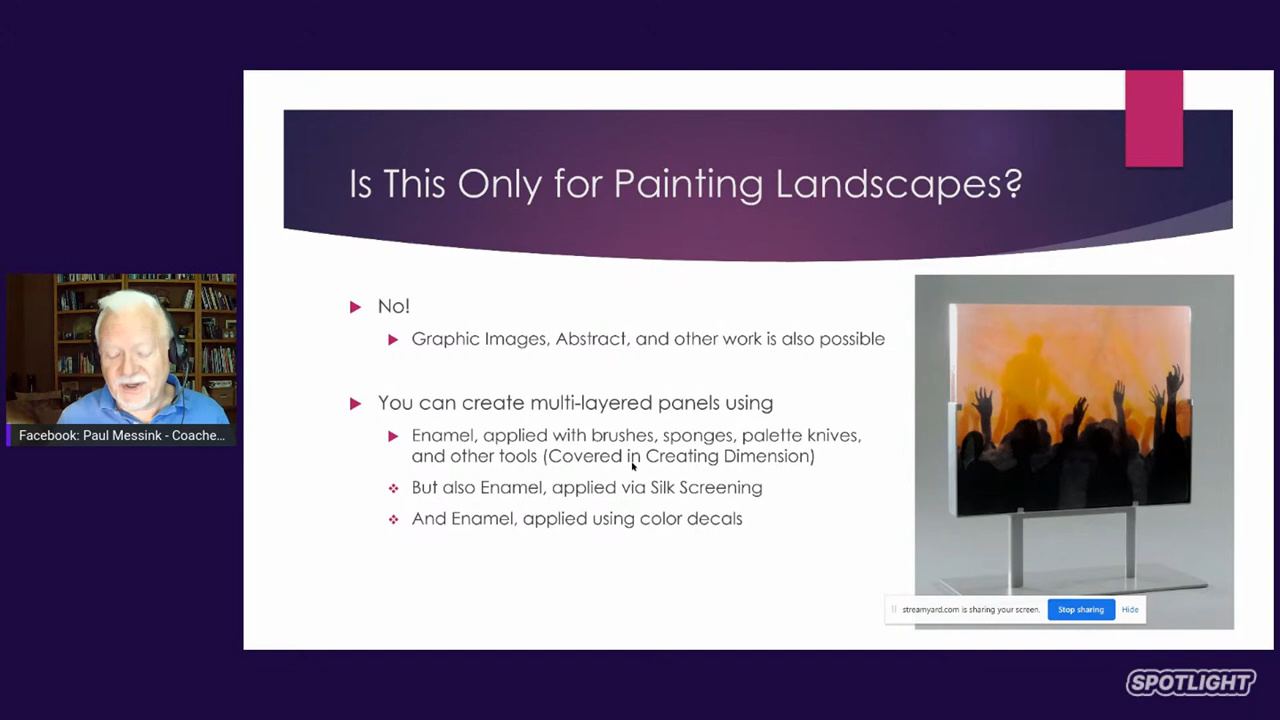 Is This Only for Painting Landscapes?
No!
Graphic Images, Abstract, and other work is also possible
You can create multi-layered panels using
Enamel, applied with brushes, sponges, palette knives,
and other tools (Covered in Creating Dimension)
But also Enamel, applied via Silk Screening
And Enamel, applied using color decals
Facebook: Paul Messink - Coache...
streamyard.com is sharing your screen. Stop sharing Hide
SPOTLIGHT